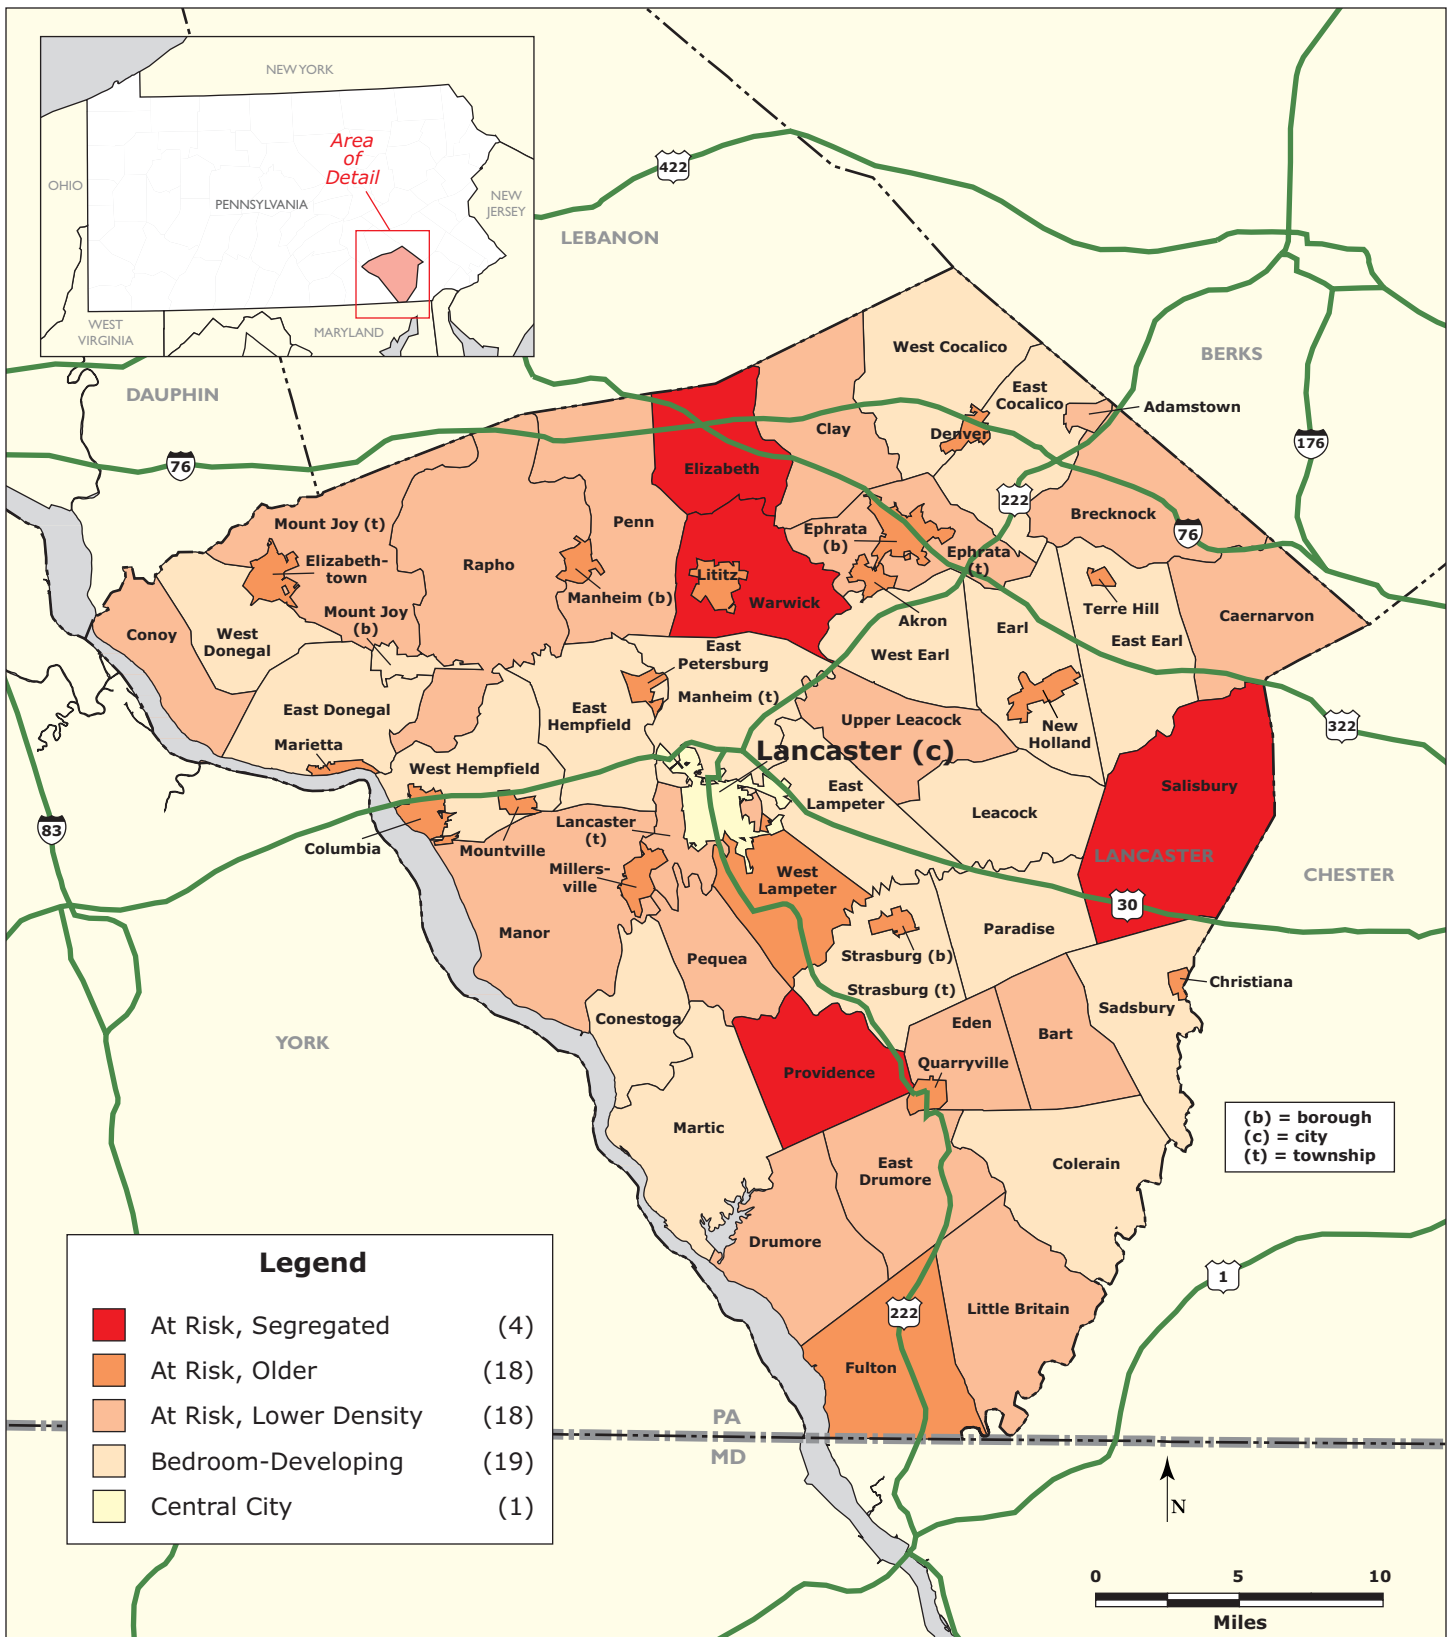 NEW YORK
Area
of
Detail
OHIO
PENNSYLVANIA
NEW
JERSEY
WEST
VIRGINIA
MARYLAND
422
LEBANON
DAUPHIN
BERKS
West Cocalico
East
Cocalico
Adamstown
Clay
Denver
176
76
Elizabeth
222
Brecknock
76
Mount Joy (t)
Penn
Ephrata
(b)
Ephrata
(t)
Elizabeth-
town
Rapho
Lititz
Manheim (b)
Warwick
Terre Hill
Mount Joy
(b)
Akron
Earl
Caernarvon
Conoy
West
Donegal
East Earl
East
Petersburg
West Earl
Manheim (t)
East Donegal
East
Hempfield
Upper Leacock
New
Holland
322
Marietta
Lancaster (c)
West Hempfield
East
Lampeter
Salisbury
Leacock
83
Columbia
Mountville
Lancaster
(t)
LANCASTER
CHESTER
Millers-
ville
West
Lampeter
30
Manor
Paradise
Strasburg (b)
Pequea
Strasburg (t)
Christiana
Sadsbury
Conestoga
Eden
Bart
YORK
Quarryville
Providence
Martic
(b) = borough
(c) = city
(t) = township
East
Drumore
Colerain
Drumore
Legend
At Risk, Segregated (4)
At Risk, Older (18)
At Risk, Lower Density (18)
Bedroom-Developing (19)
Central City (1)
1
222
Little Britain
Fulton
PA
MD
N
0 5 10
Miles